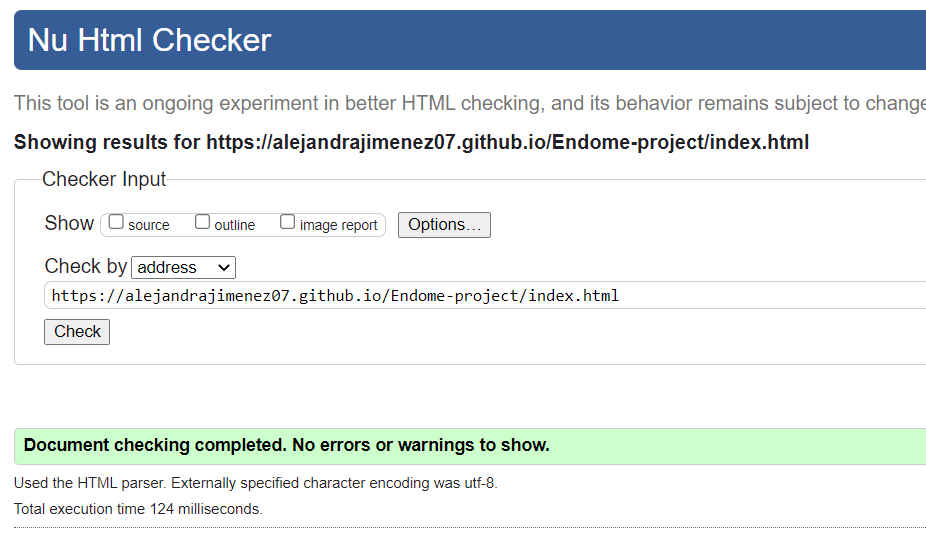 Nu Html Checker
This tool is an ongoing experiment in better HTML checking, and its behavior remains subject to change
Showing results for https://alejandrajimenez07.github.io/Endome-project/index.html
Checker Input
Show source outline image report Options...
Check by address
https://alejandrajimenez07.github.io/Endome-project/index.html
Check
Document checking completed. No errors or warnings to show.
Used the HTML parser. Externally specified character encoding was utf-8.
Total execution time 124 milliseconds.